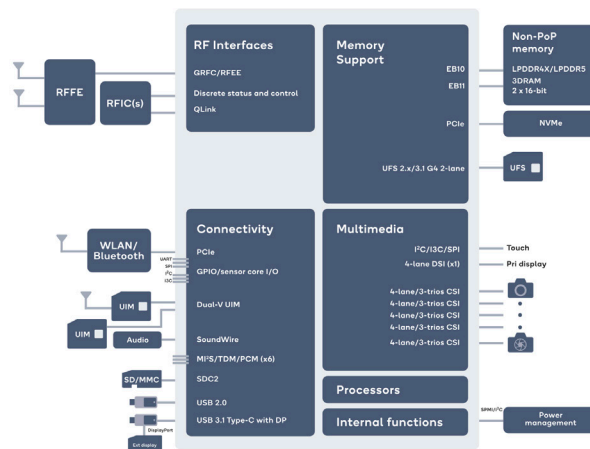 RF Interfaces
GRFC/RFEE
Discrete status and control
QLink
RFFE
RFIC(s)
Memory
Support
EB10
EB11
PCIe
UFS 2.x/3.1 G4 2-lane
Non-PoP
memory
LPDDR4X/LPDDR5
3DRAM
2 x 16-bit
NVMe
UFS
Connectivity
PCIe
GPIO/sensor core I/O
Dual-V UIM
SoundWire
MI²S/TDM/PCM (x6)
SDC2
USB 2.0
USB 3.1 Type-C with DP
WLAN/
Bluetooth
UART
SPI
I²C
I3C
UIM
UIM
Audio
SD/MMC
DisplayPort
Ext display
Multimedia
I²C/I3C/SPI
4-lane DSI (x1)
4-lane/3-trios CSI
4-lane/3-trios CSI
4-lane/3-trios CSI
4-lane/3-trios CSI
4-lane/3-trios CSI
Touch
Pri display
Processors
Internal functions
Power
management